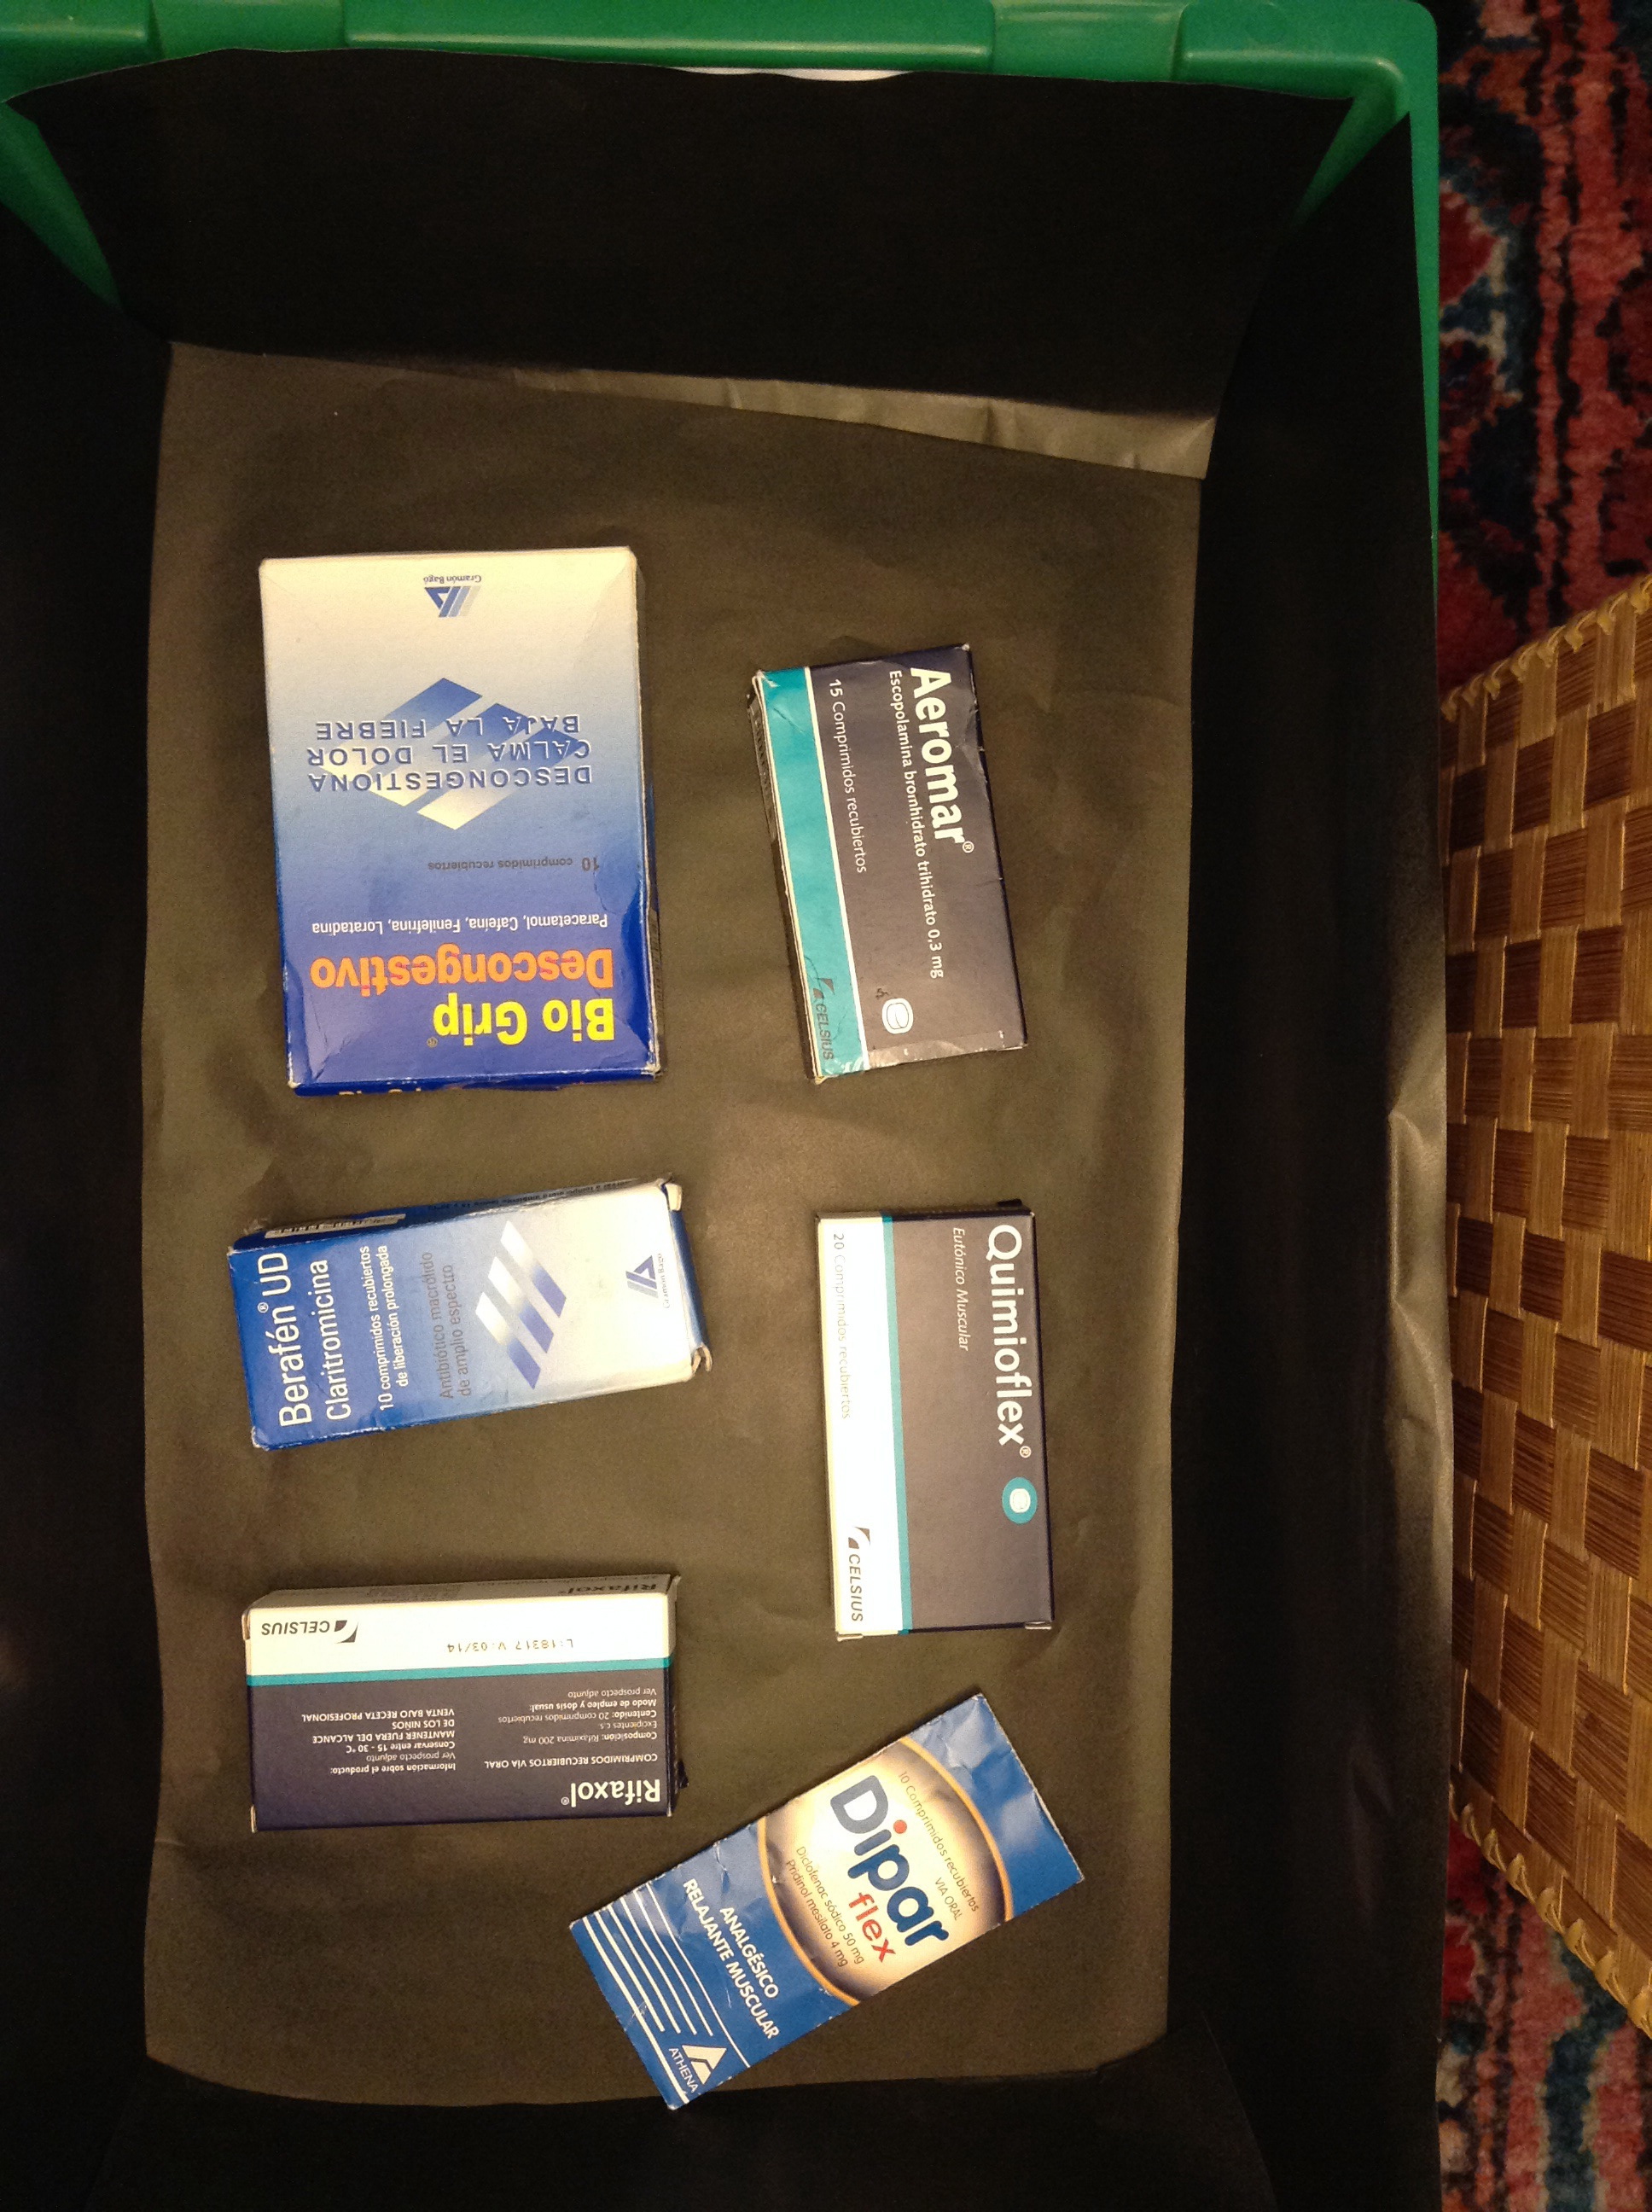 Bio Grip®
Descongestivo
Paracetamol, Cafeína, Fenilefrina, Loratadina
10 comprimidos recubiertos
DESCONGESTIONA
CALMA EL DOLOR
BAJA LA FIEBRE
Gramón Bagó
Aeromar®
Escopolamina bromhidrato trihidrato 0,3 mg
15 Comprimidos recubiertos
CELSIUS
Berafén® UD
Claritromicina
10 comprimidos recubiertos
de liberación prolongada
Antibiótico macrólido
de amplio espectro
Gramón Bagó
Quimioflex®
Eutónico Muscular
20 Comprimidos recubiertos
CELSIUS
Rifaxol®
COMPRIMIDOS RECUBIERTOS VÍA ORAL
Composición: Rifaximina 200 mg
Excipientes c.s.
Contenido: 20 comprimidos recubiertos
Modo de empleo y dosis usual:
Ver prospecto adjunto
Información sobre el producto:
Ver prospecto adjunto
Conservar entre 15 - 30 °C
MANTENER FUERA DEL ALCANCE
DE LOS NIÑOS
VENTA BAJO RECETA PROFESIONAL
L:18317 V:03/14
CELSIUS
Rifaxol®
10 Comprimidos recubiertos
VIA ORAL
Dipar
flex
Diclofenac sódico 50 mg
Pridinol mesilato 4 mg
ANALGÉSICO
RELAJANTE MUSCULAR
ATHENA